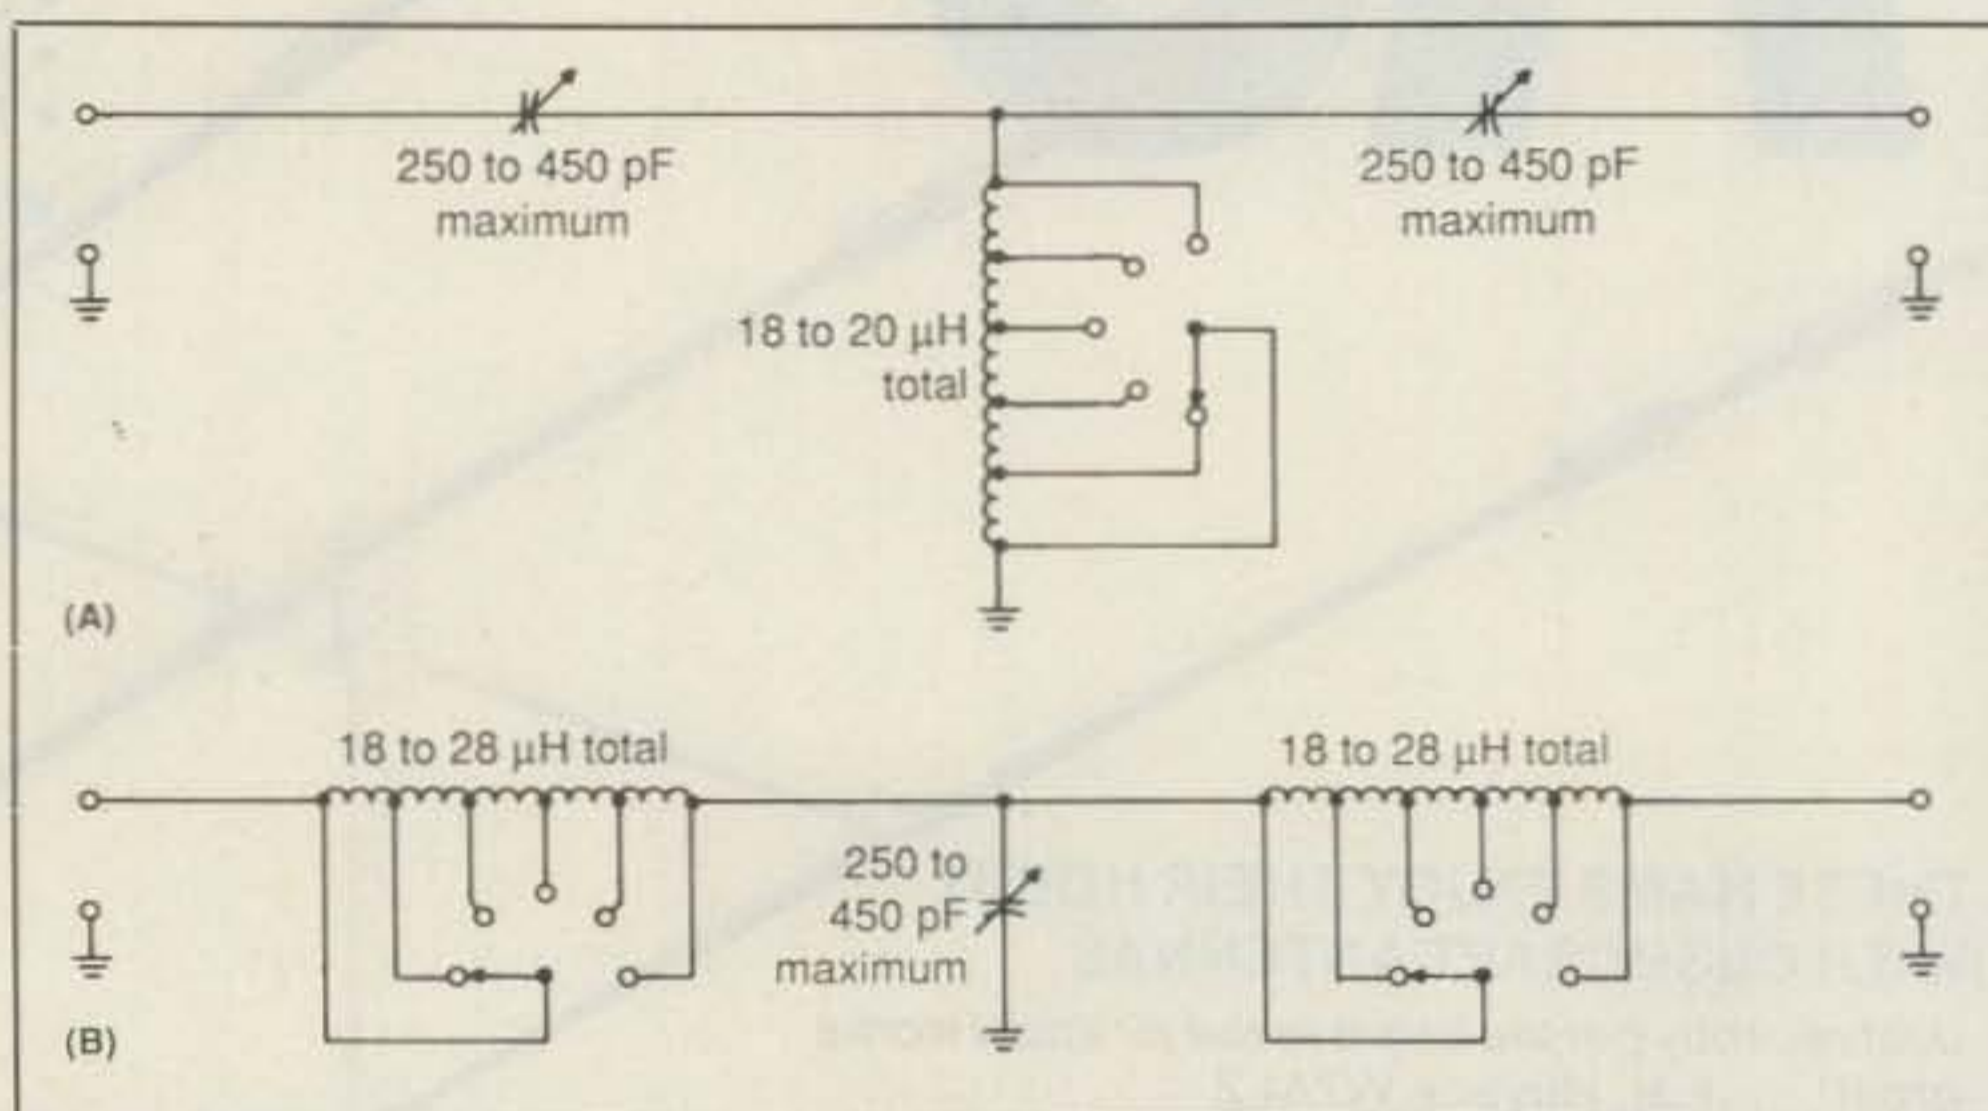 250 to 450 pF
maximum
250 to 450 pF
maximum
18 to 20 µH
total
(A)
18 to 28 µH total
18 to 28 µH total
250 to
450 pF
maximum
(B)